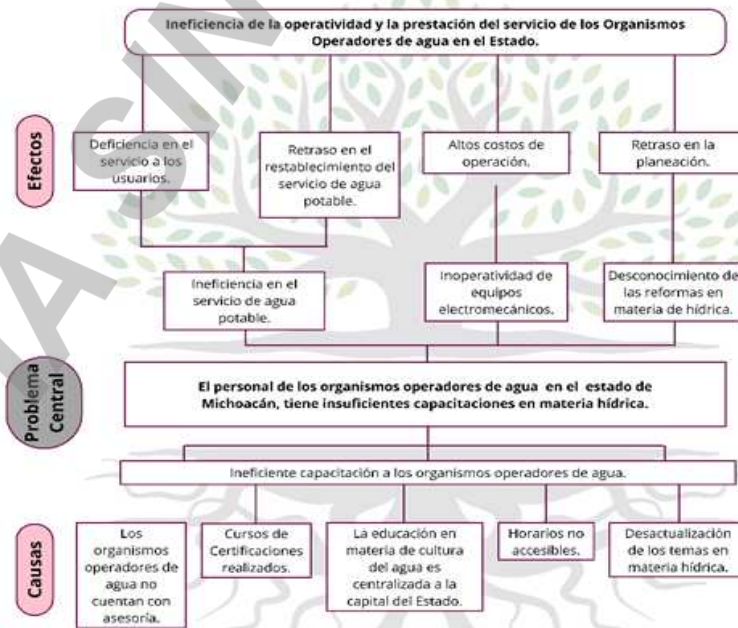 Ineficiencia de la operatividad y la prestación del servicio de los Organismos
Operadores de agua en el Estado.
Efectos
Deficiencia en el
servicio a los
usuarios.
Retraso en el
restablecimiento del
servicio de agua
potable.
Altos costos de
operación.
Retraso en la
planeación.
Ineficiencia en el
servicio de agua
potable.
Inoperatividad de
equipos
electromecánicos.
Desconocimiento de
las reformas en
materia de hídrica.
Problema
Central
El personal de los organismos operadores de agua en el estado de
Michoacán, tiene insuficientes capacitaciones en materia hídrica.
Ineficiente capacitación a los organismos operadores de agua.
Causas
Los
organismos
operadores de
agua no
cuentan con
asesoría.
Cursos de
Certificaciones
realizados.
La educación en
materia de cultura
del agua es
centralizada a la
capital del Estado.
Horarios no
accesibles.
Desactualización
de los temas en
materia hídrica.